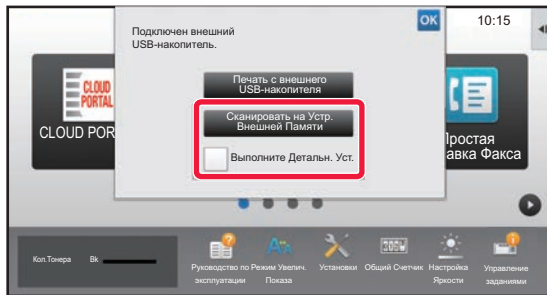 Подключен внешний
USB-накопитель.
OK
10:15
Печать с внешнего
USB-накопителя
Сканировать на Устр.
Внешней Памяти
Выполните Детальн. Уст.
CLOUD
PORTAL
CLOUD POR
ростая
авка Факса
Кол.Тонера
Bk
Руководство по
эксплуатации
Режим Увелич.
Показа
Установки
Общий Счетчик
Настройка
Яркости
Управление
заданиями